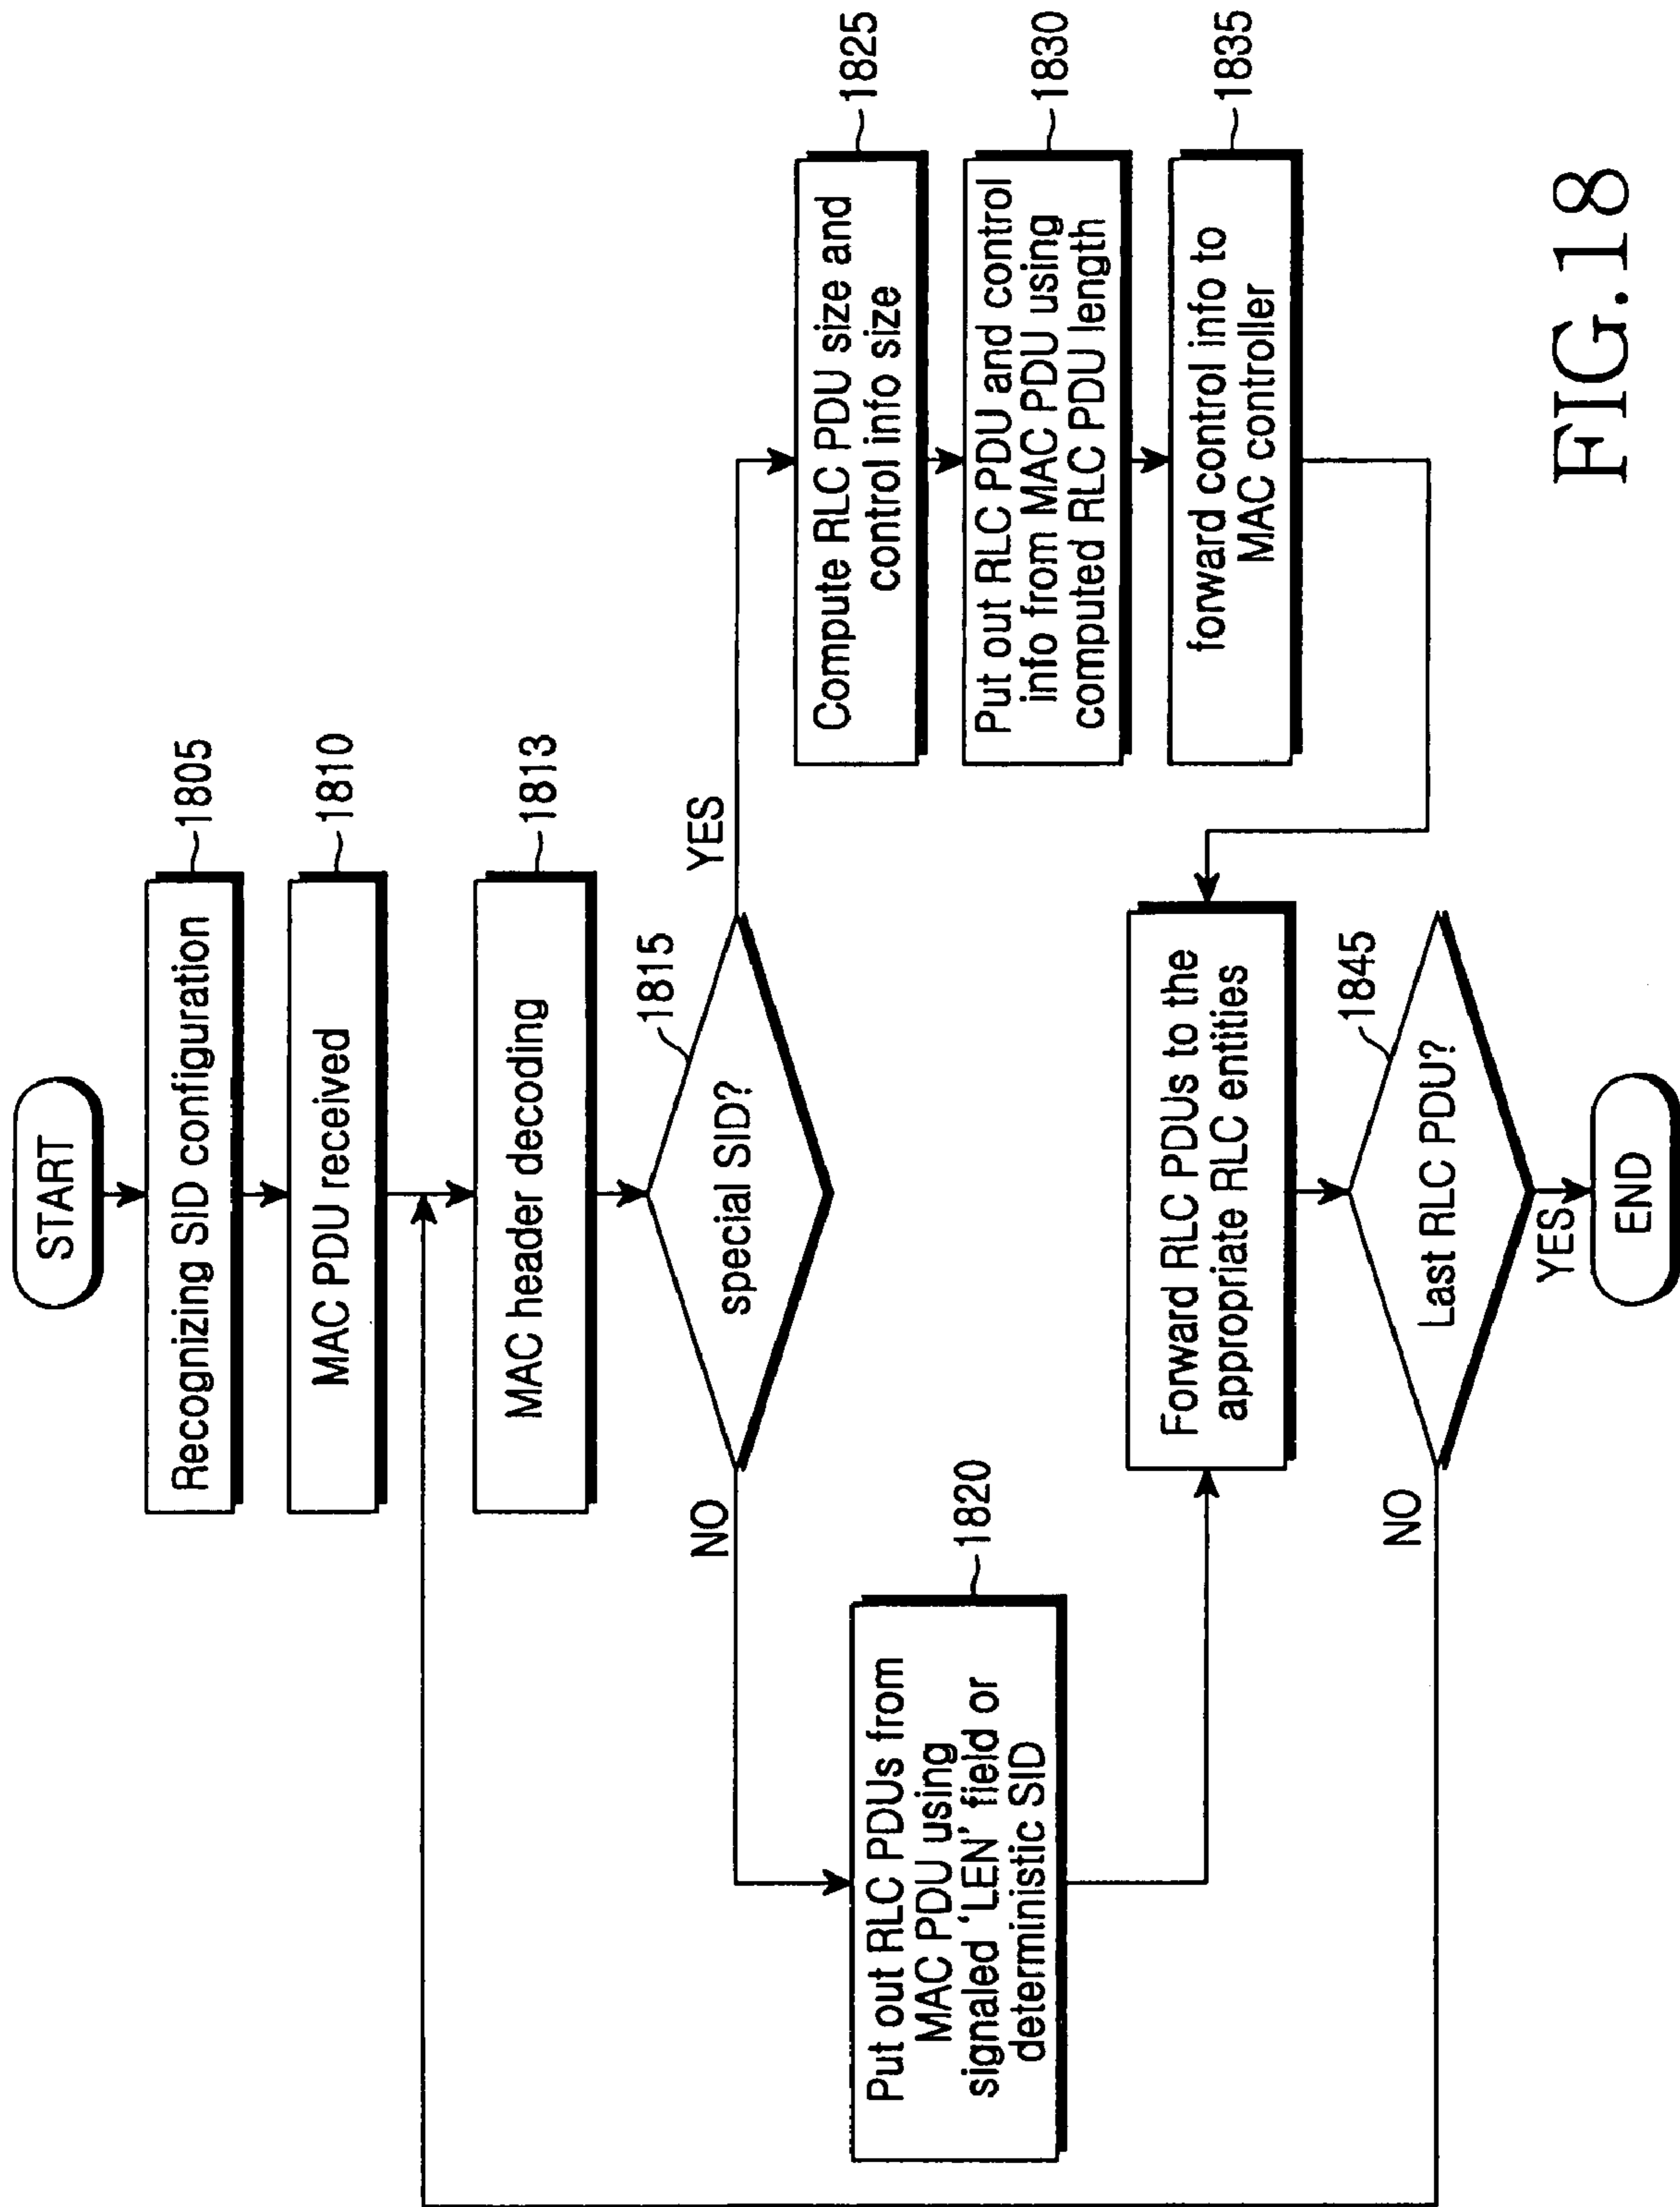 START
Recognizing SID configuration
1805
MAC PDU received
1810
MAC header decoding
1813
special SID?
1815
NO
YES
Put out RLC PDUs from
MAC PDU using
signaled 'LEN' field or
deterministic SID
1820
Compute RLC PDU size and
control info size
1825
Put out RLC PDU and control
info from MAC PDU using
computed RLC PDU length
1830
forward control info to
MAC controller
1835
Forward RLC PDUs to the
appropriate RLC entities
Last RLC PDU?
1845
NO
YES
END
FIG.18